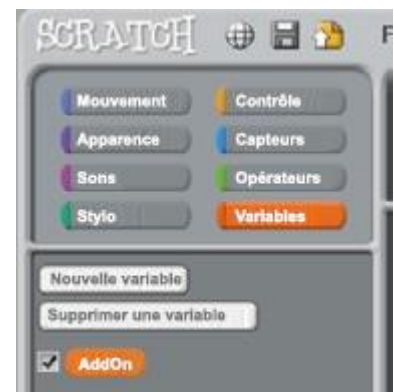 SCRATCH F
Mouvement Contrôle
Apparence Capteurs
Sons Opérateurs
Stylo Variables
Nouvelle variable
Supprimer une variable
AddOn